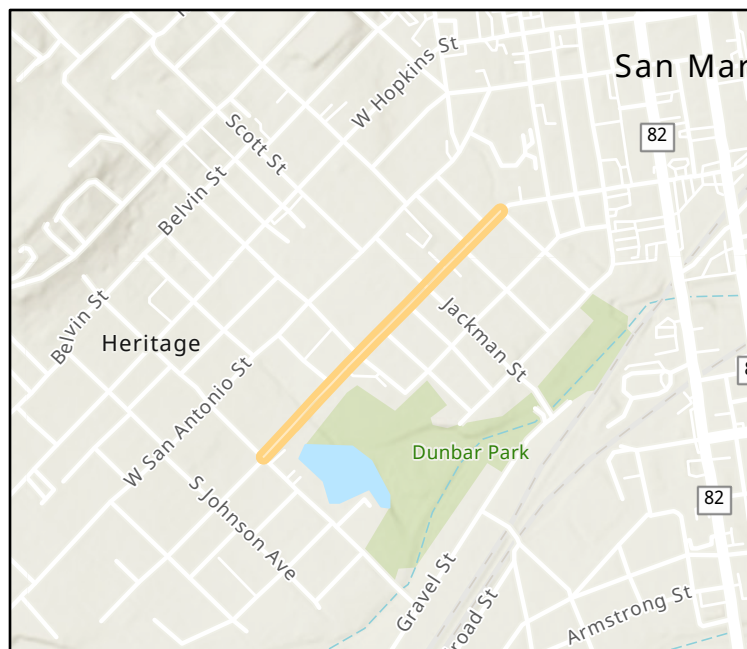 San Mar
W Hopkins St
82
Scott St
Belvin St
Belvin St
Heritage
Jackman St
W San Antonio St
Dunbar Park
82
S Johnson Ave
Gravel St
road St
Armstrong St